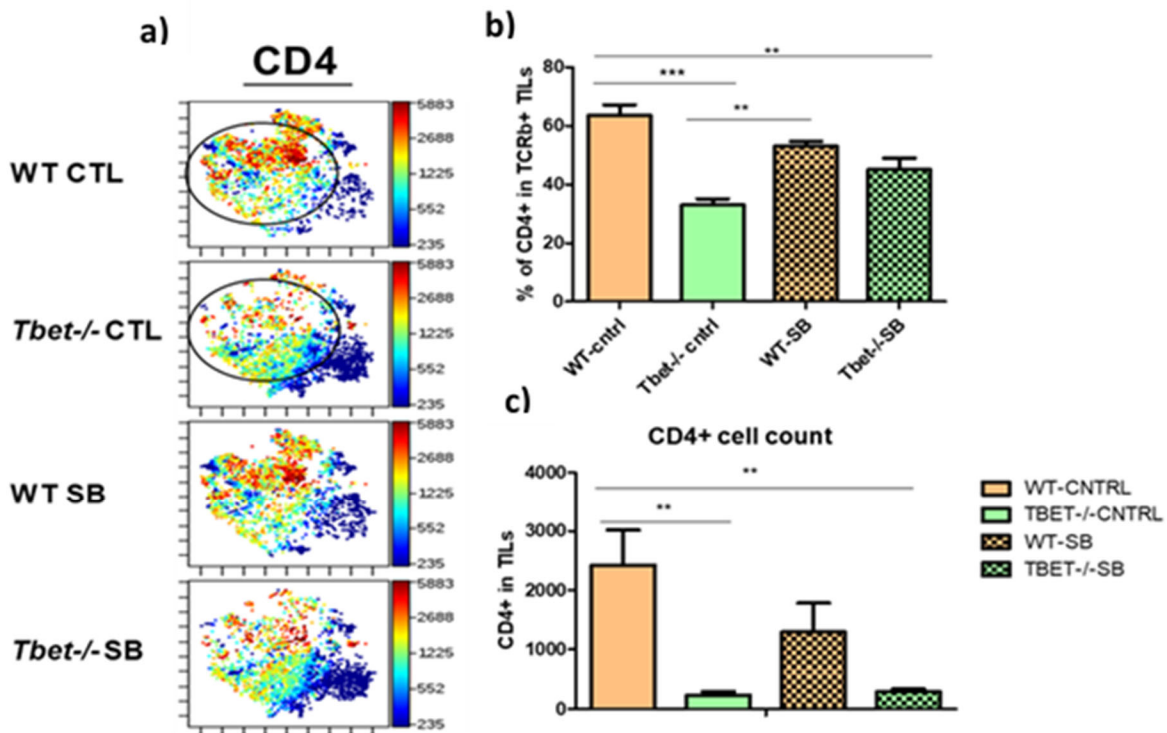 a)
CD4
WT CTL
5883
2688
1225
552
235
Tbet-/- CTL
5883
2688
1225
552
235
WT SB
5883
2688
1225
552
235
Tbet-/- SB
5883
2688
1225
552
235
b)
% of CD4+ in TCRb+ TILs
80
60
40
20
0
**
***
**
WT-cntrl
Tbet-/- cntrl
WT-SB
Tbet-/-SB
c)
CD4+ cell count
CD4+ in TILs
4000
3000
2000
1000
0
**
**
WT-CNTRL
TBET-/-CNTRL
WT-SB
TBET-/-SB